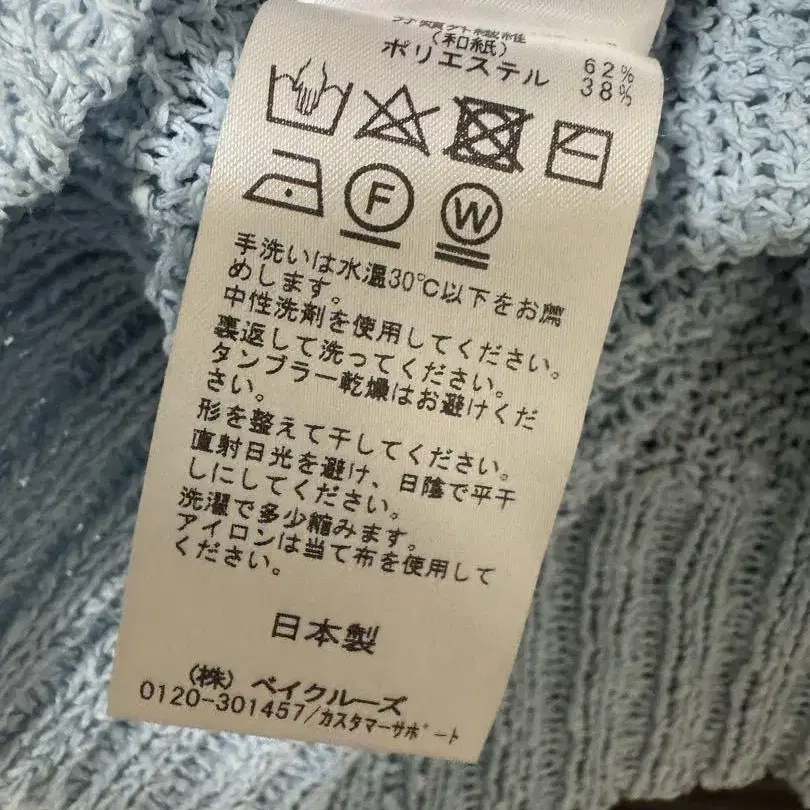 分類外繊維
(和紙) 62%
ポリエステル 38%
F W
手洗いは水温30℃以下をお薦
めします。
中性洗剤を使用してください。
裏返して洗ってください。
タンブラー乾燥はお避けくだ
さい。
形を整えて干してください。
直射日光を避け、日陰で平干
しにしてください。
洗濯で多少縮みます。
アイロンは当て布を使用して
ください。
日本製
(株) ベイクルーズ
0120-301457/カスタマーサポート